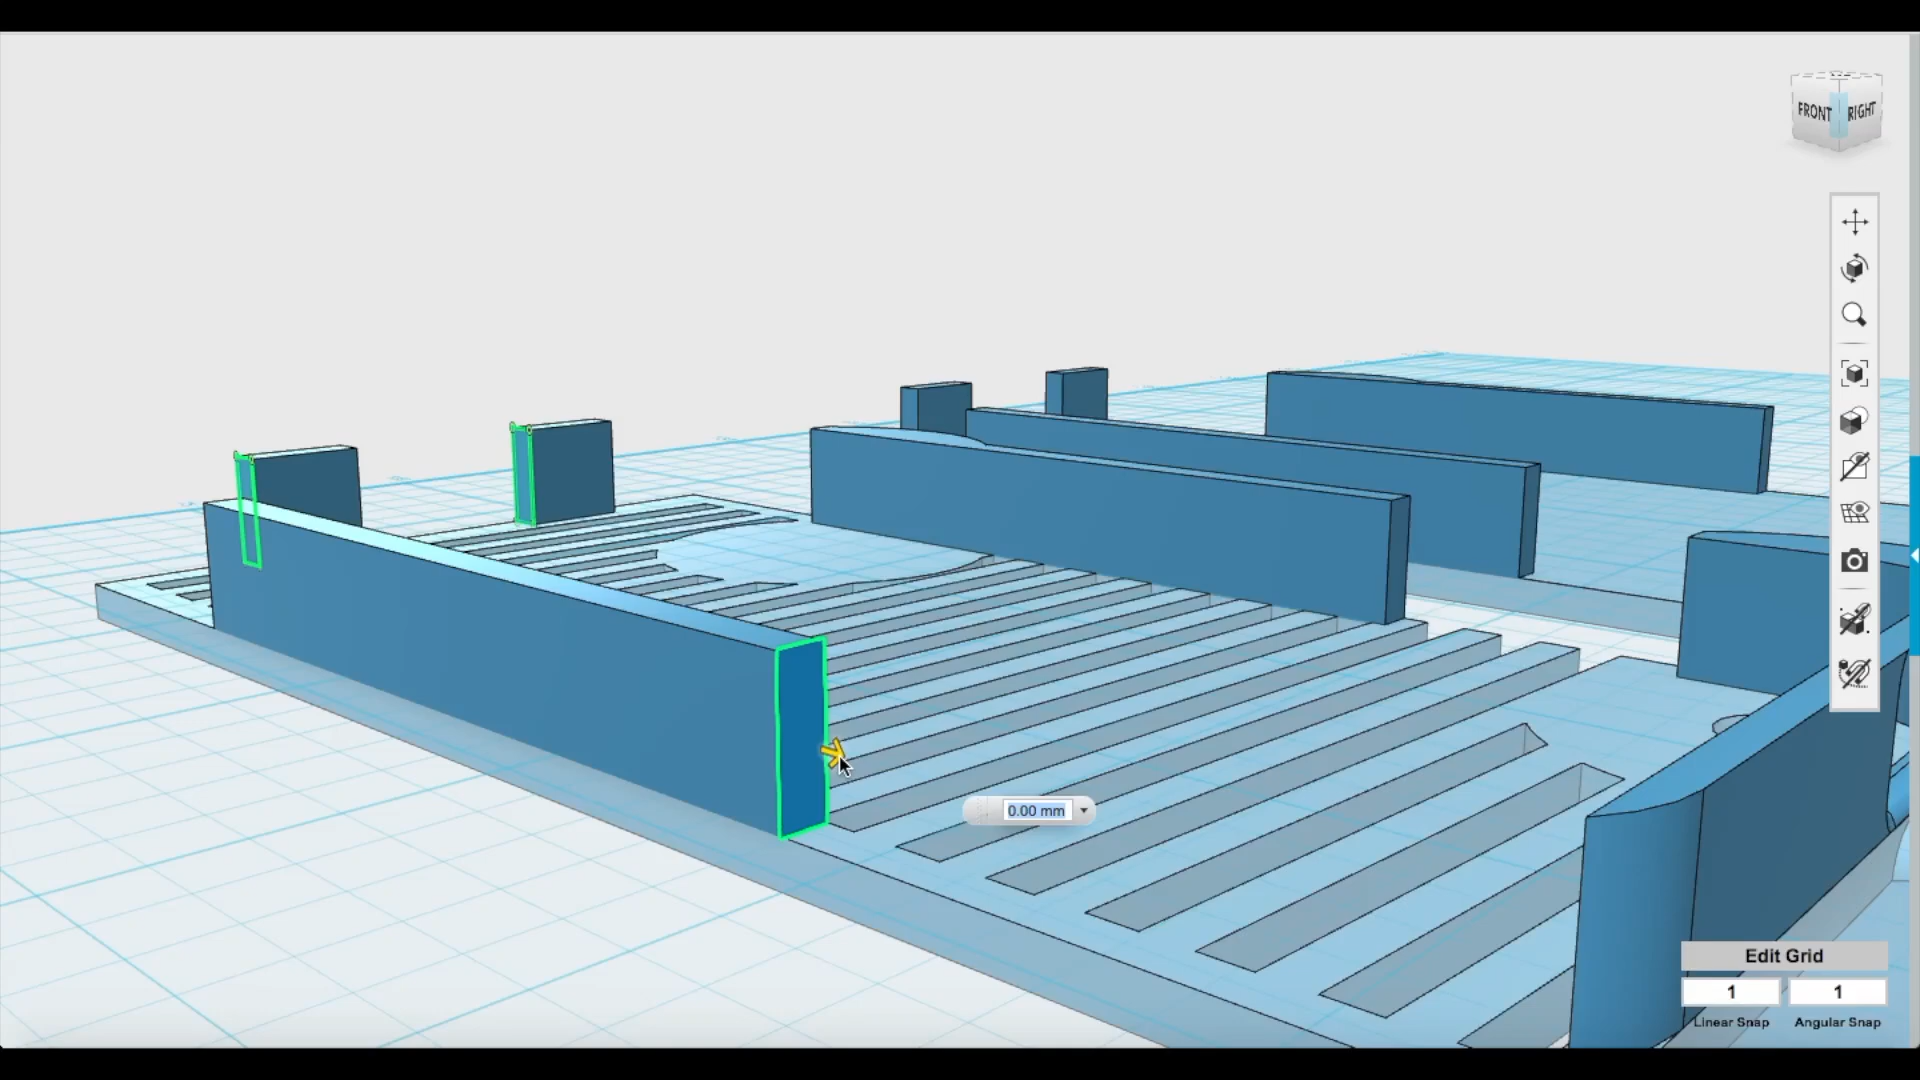 FRONT RIGHT
0.00 mm
Edit Grid
1 1
Linear Snap Angular Snap